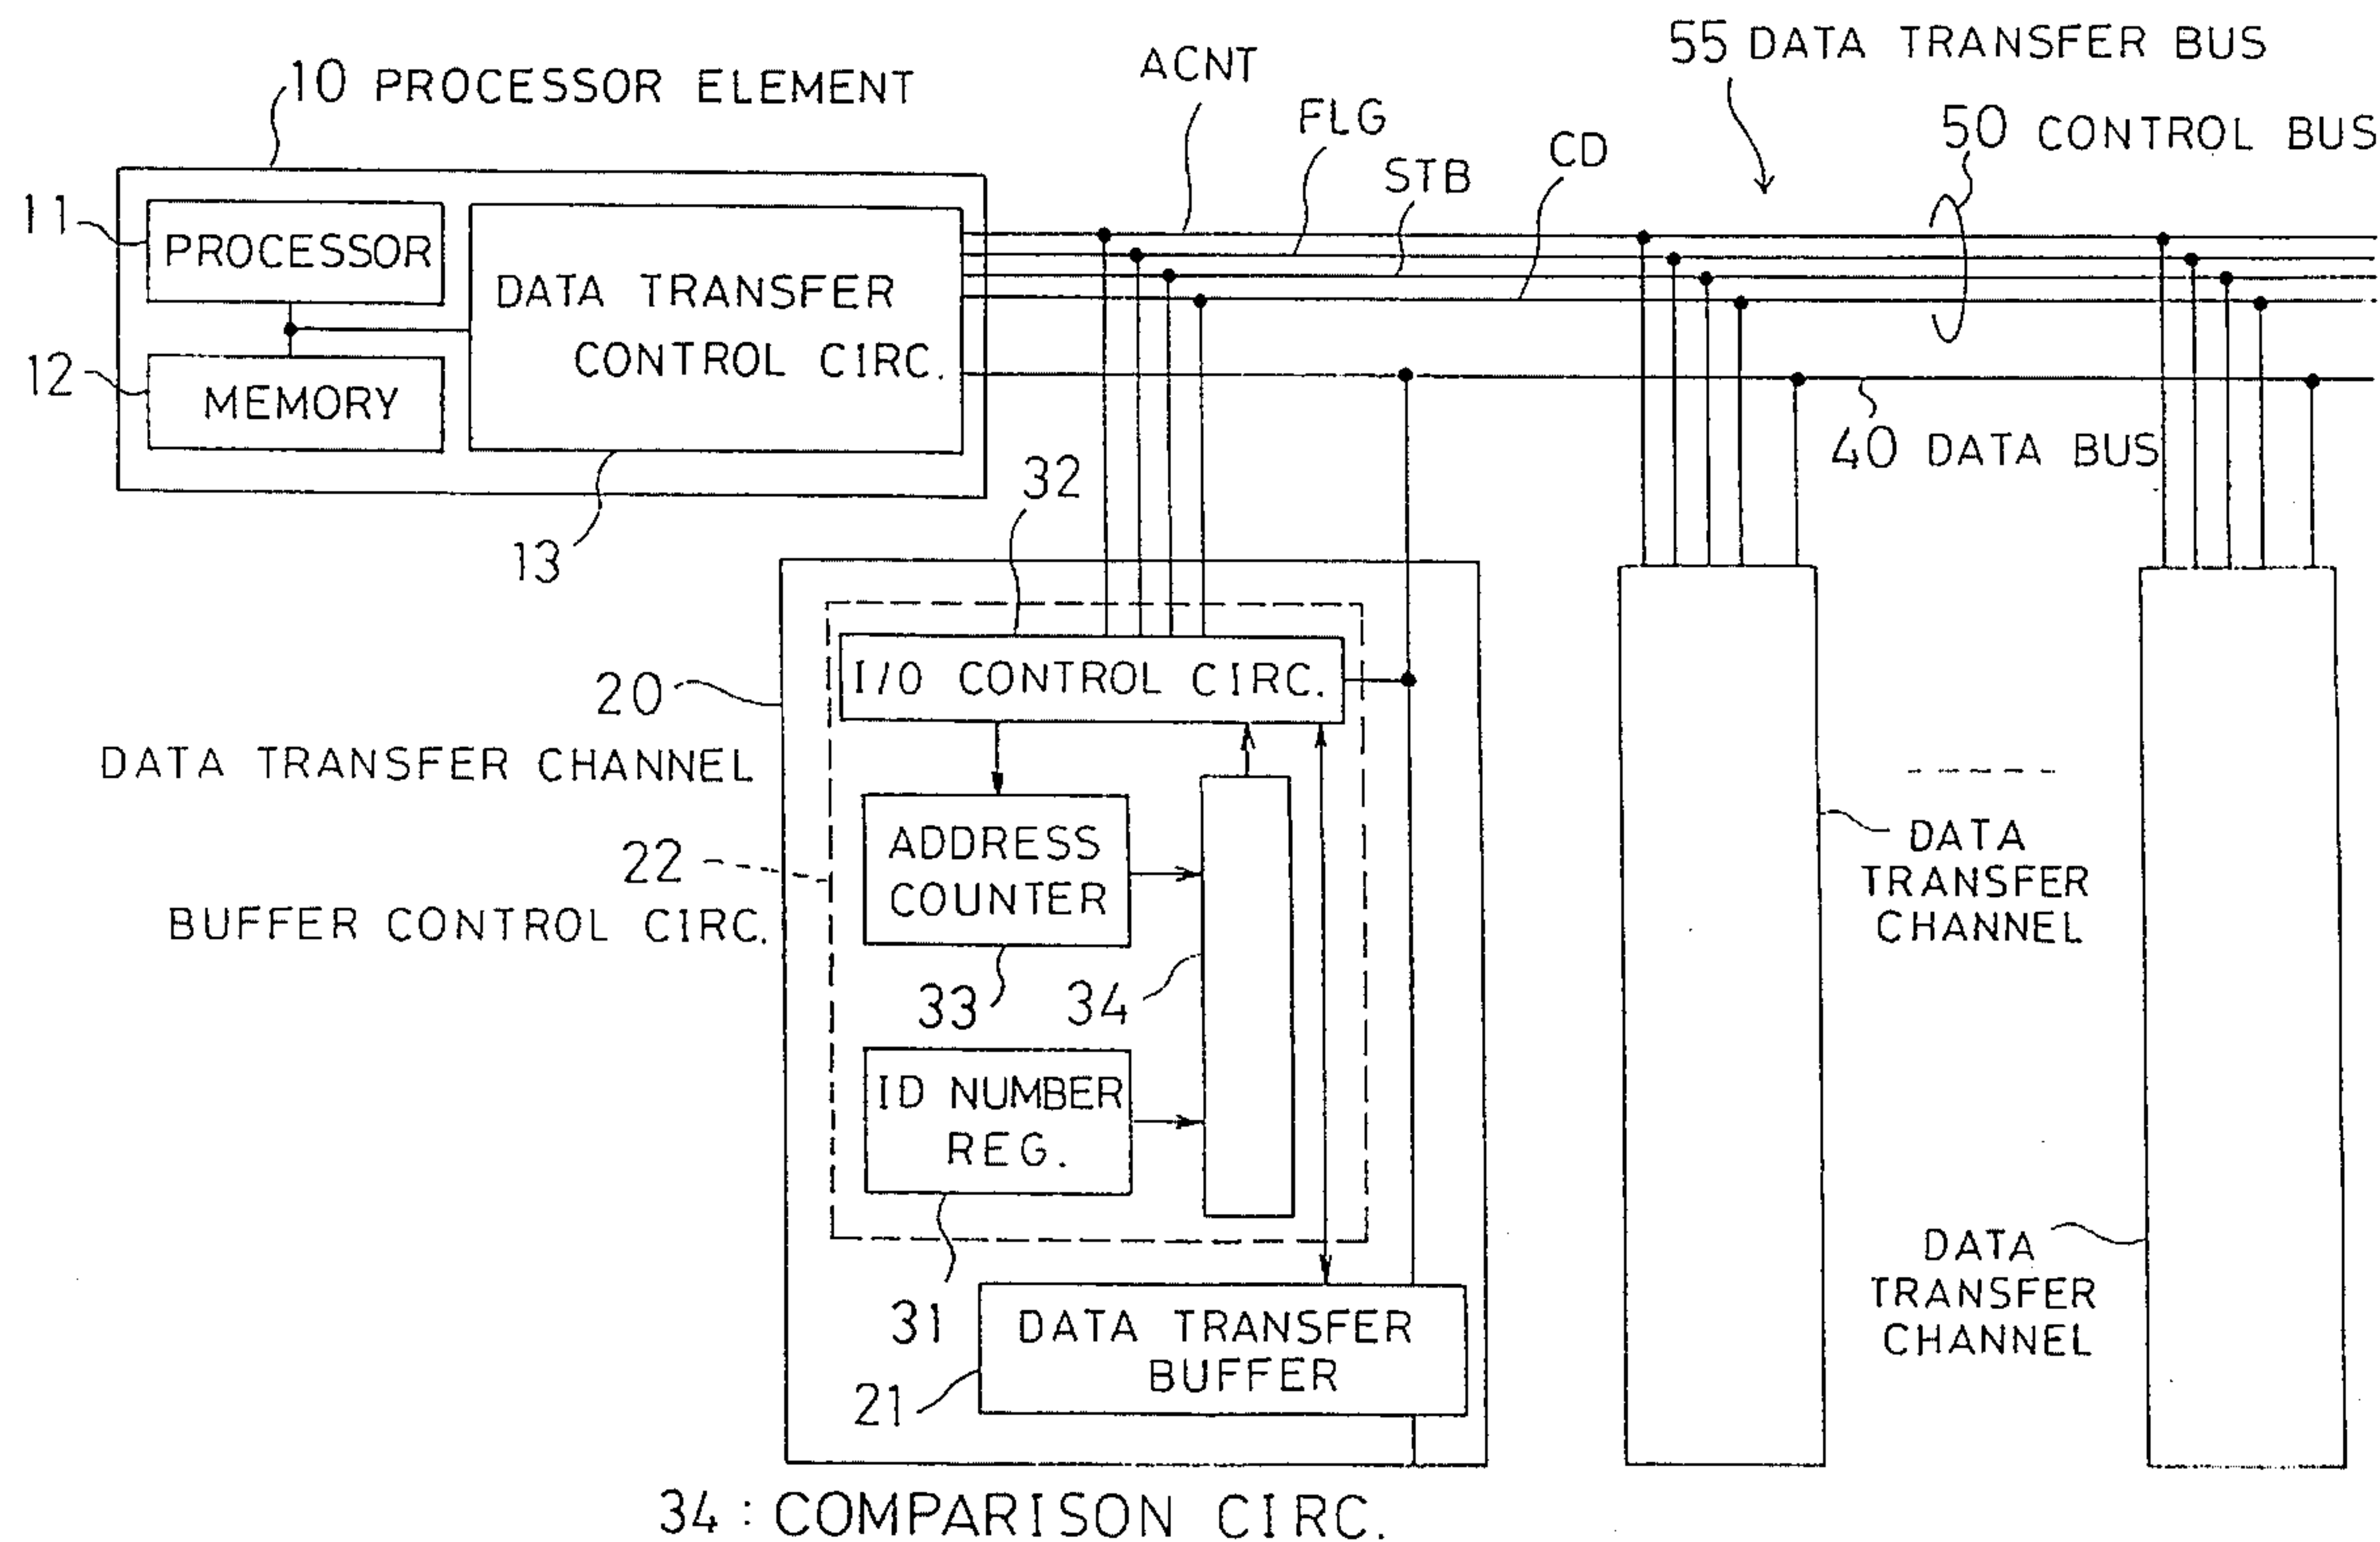 55 DATA TRANSFER BUS
ACNT
10 PROCESSOR ELEMENT
FLG
50 CONTROL BUS
STB
CD
11
PROCESSOR
DATA TRANSFER
CONTROL CIRC.
12
MEMORY
40 DATA BUS
32
13
20
I/O CONTROL CIRC.
DATA TRANSFER CHANNEL
22
ADDRESS
COUNTER
DATA
TRANSFER
CHANNEL
BUFFER CONTROL CIRC.
33
34
ID NUMBER
REG.
DATA
TRANSFER
CHANNEL
31
DATA TRANSFER
BUFFER
21
34 : COMPARISON CIRC.